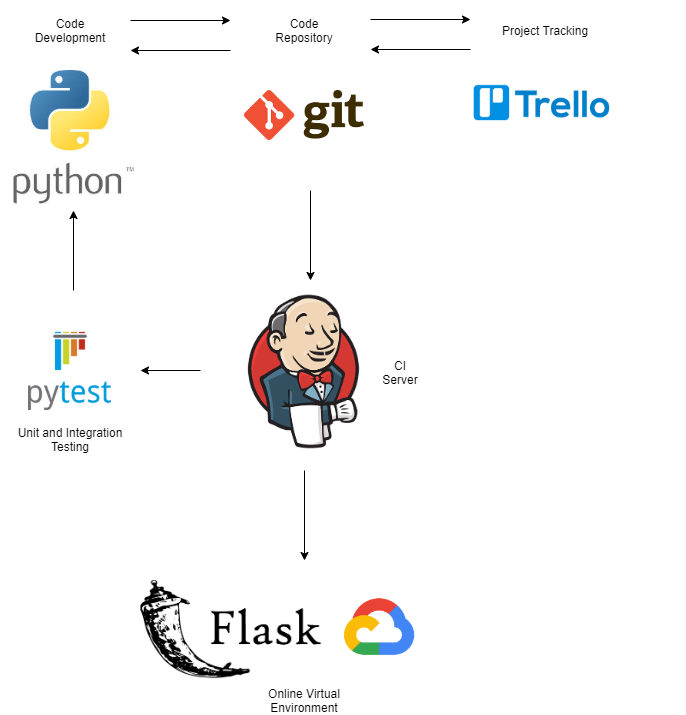 Code
Development
Code
Repository
Project Tracking
python™
git
Trello
CI
Server
pytest
Unit and Integration
Testing
Flask
Online Virtual
Environment